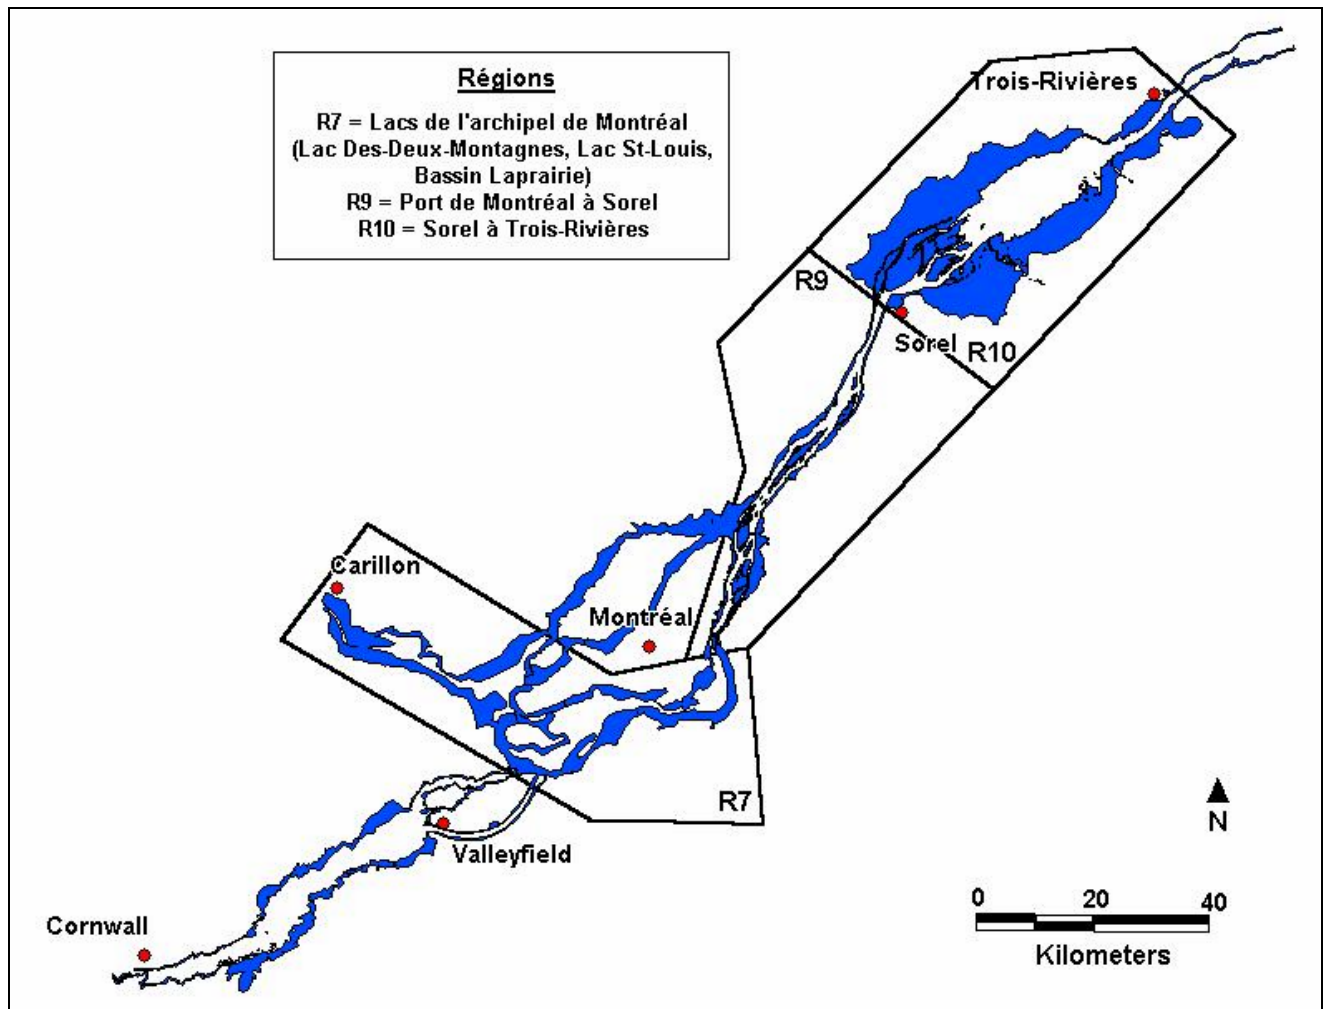 Régions
R7 = Lacs de l'archipel de Montréal
(Lac Des-Deux-Montagnes, Lac St-Louis,
Bassin Laprairie)
R9 = Port de Montréal à Sorel
R10 = Sorel à Trois-Rivières
Trois-Rivières
R9
Sorel
R10
Carillon
Montréal
R7
Valleyfield
Cornwall
N
0 20 40
Kilometers